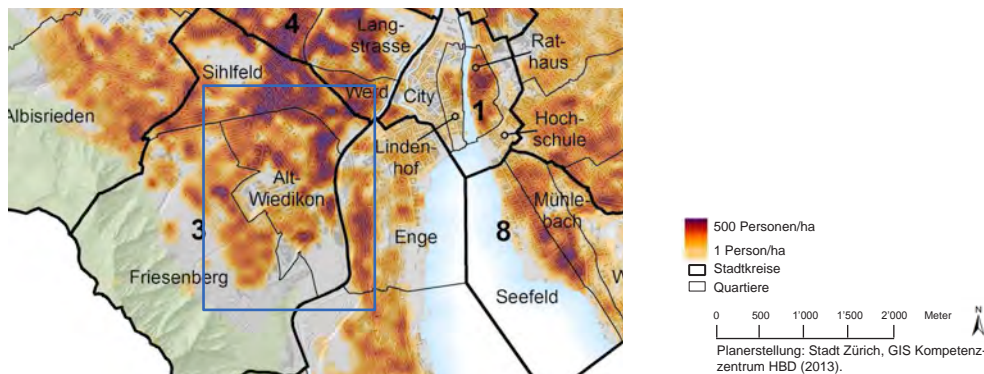 4
Lang-
strasse
Rat-
haus
Sihlfeld
Werd
City
1
Albisrieden
Hoch-
schule
Linden-
hof
Alt-
Wiedikon
Mühle-
bach
3
Enge
8
W
Friesenberg
Seefeld
500 Personen/ha
1 Person/ha
Stadtkreise
Quartiere
0 500 1'000 1'500 2'000 Meter
N
Planerstellung: Stadt Zürich, GIS Kompetenz-
zentrum HBD (2013).